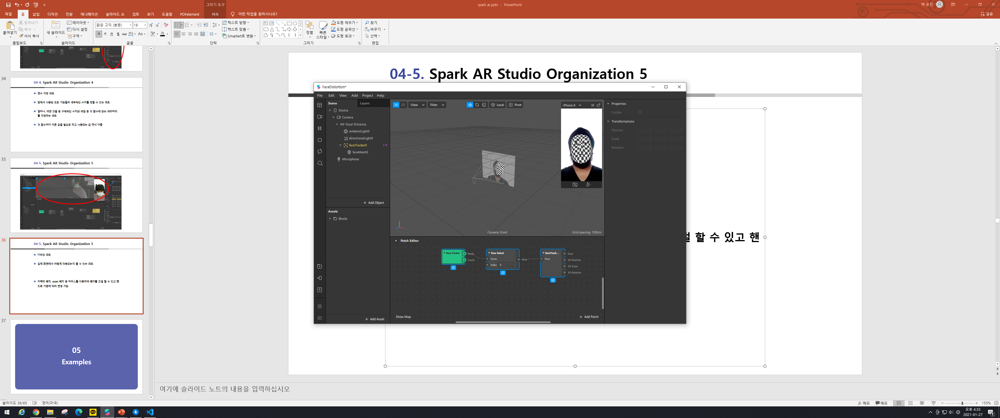 그리기 도구
spark ar.pptx - PowerPoint
백 유진
파일 홈 삽입 디자인 전환 애니메이션 슬라이드 쇼 검토 보기 도움말 PDFelement 서식 어떤 작업을 원하시나요? 공유
붙여넣기
잘라내기
복사
서식 복사
클립보드
새 슬라이드
레이아웃
다시 설정
구역
슬라이드
맑은 고딕 (본문) 18
글꼴
텍스트 방향
텍스트 맞춤
SmartArt로 변환
단락
정렬
빠른 스타일
도형 채우기
도형 윤곽선
도형 효과
그리기
찾기
바꾸기
선택
편집
34
04-4. Spark AR Studio Organization 4
변수 지정 파트
앞에서 사용된 모든 기능들의 세부적인 수치를 정할 수 있는 파트
얼마나, 어떤 것을 등 구체적인 수치와 파일 등 각 함수에 맞는 파라미터
를 지정하는 파트
각 함수마다 다른 값을 필요로 하고 사용되는 값 역시 다름
35
04-5. Spark AR Studio Organization 5
36
04-5. Spark AR Studio Organization 5
디버깅 파트
실제 화면에서 어떻게 작동되는지 볼 수 있는 파트
카메라 배치, asset 배치 등 마우스를 이용하여 배치를 조절 할 수 있고 핸
드폰 기종에 따라 변경 가능
37
05
Examples
04-5. Spark AR Studio Organization 5
절 할 수 있고 핸
FaceDistortion*
File Edit View Add Project Help
Scene Layers
Device
Camera
Focal Distance
ambientLight0
directionalLight0
faceTracker0
faceMesh0
Microphone
+ Add Object
Assets
Blocks
+ Add Asset
3D 2D View Filter Local Pivot
iPhone 8
Camera: Front
Grid spacing: 100cm
Properties
Visible
Transformations
Position
Scale
Rotation
Patch Editor
Face Finder
Faces
Count
Face Select
Faces
Index 0
Face
faceTrack...
Face
Face
3D Position
3D Scale
3D Rotation
Show Map
+ Add Patch
여기에 슬라이드 노트의 내용을 입력하십시오
슬라이드 36/65 영어(미국)
메모 메모 155%
오후 4:33
2021-01-27